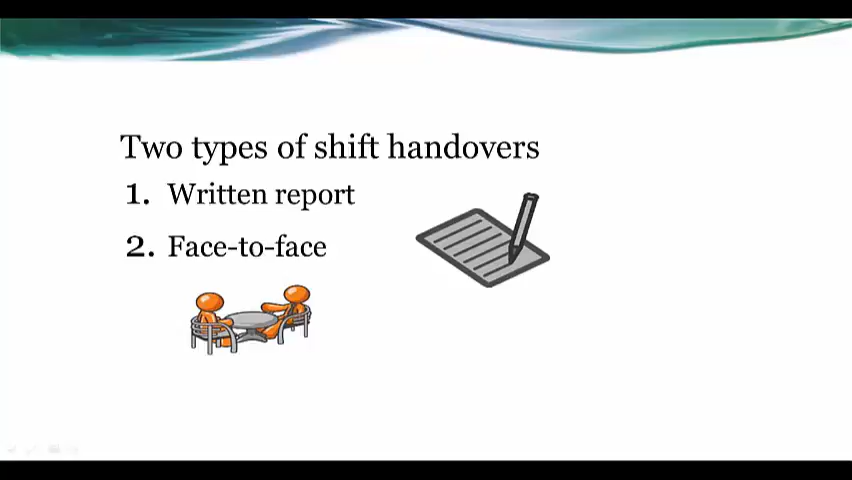 Two types of shift handovers
1. Written report
2. Face-to-face